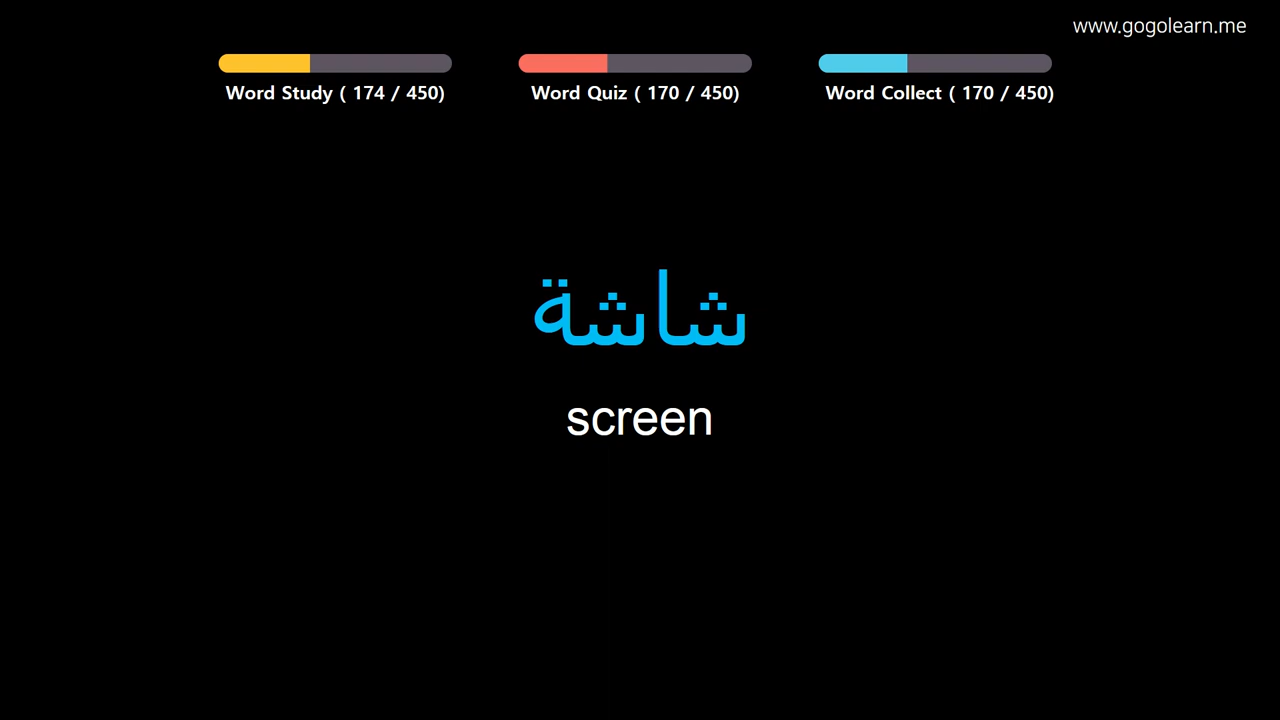 www.gogolearn.me
Word Study ( 174 / 450)
Word Quiz ( 170 / 450)
Word Collect ( 170 / 450)
شاشة
screen